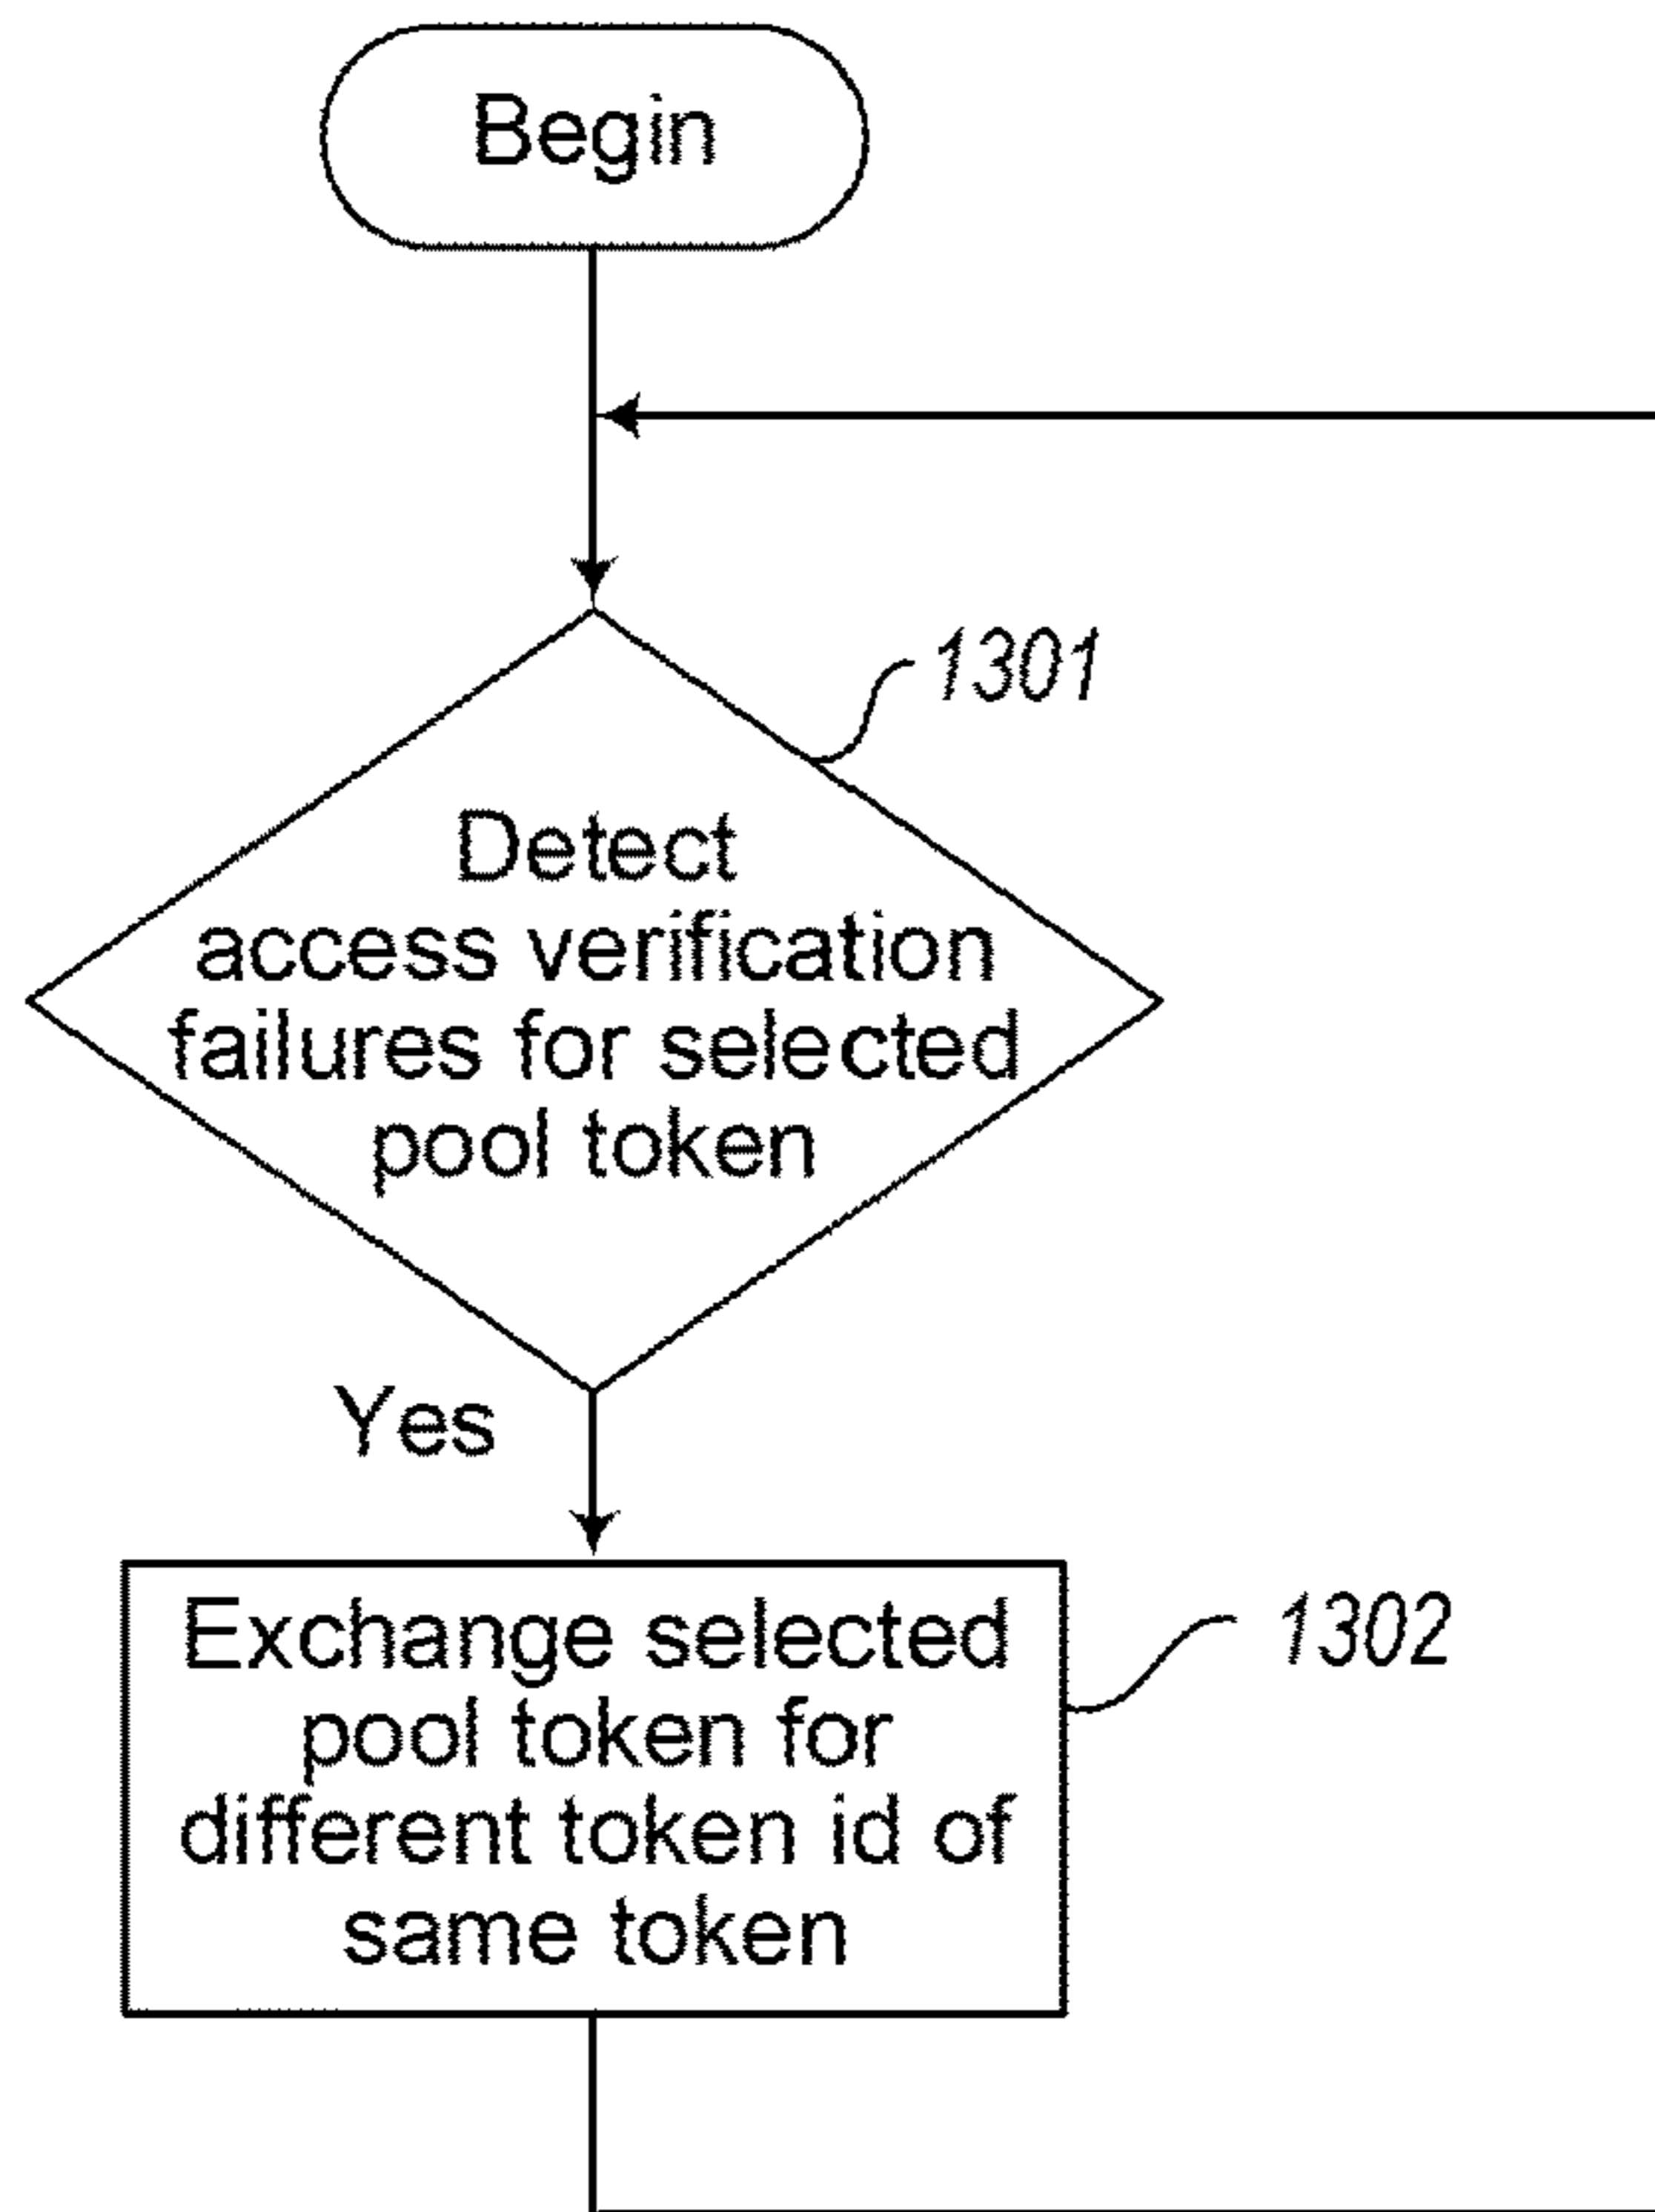 Begin
1301
Detect
access verification
failures for selected
pool token
Yes
Exchange selected
pool token for
different token id of
same token
1302